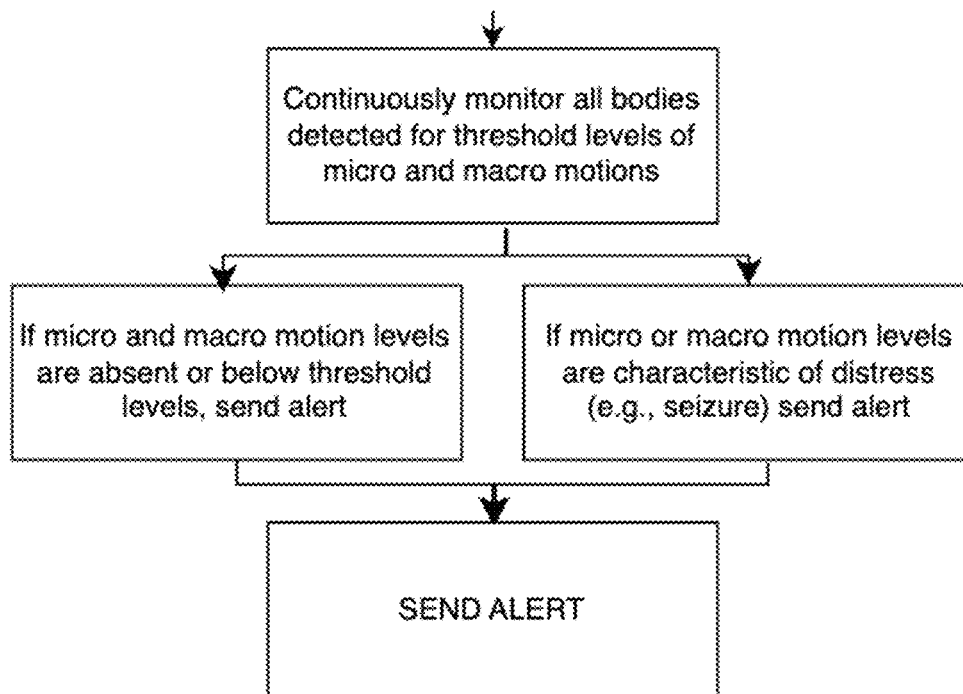 Continuously monitor all bodies
detected for threshold levels of
micro and macro motions
If micro and macro motion levels
are absent or below threshold
levels, send alert
If micro or macro motion levels
are characteristic of distress
(e.g., seizure) send alert
SEND ALERT